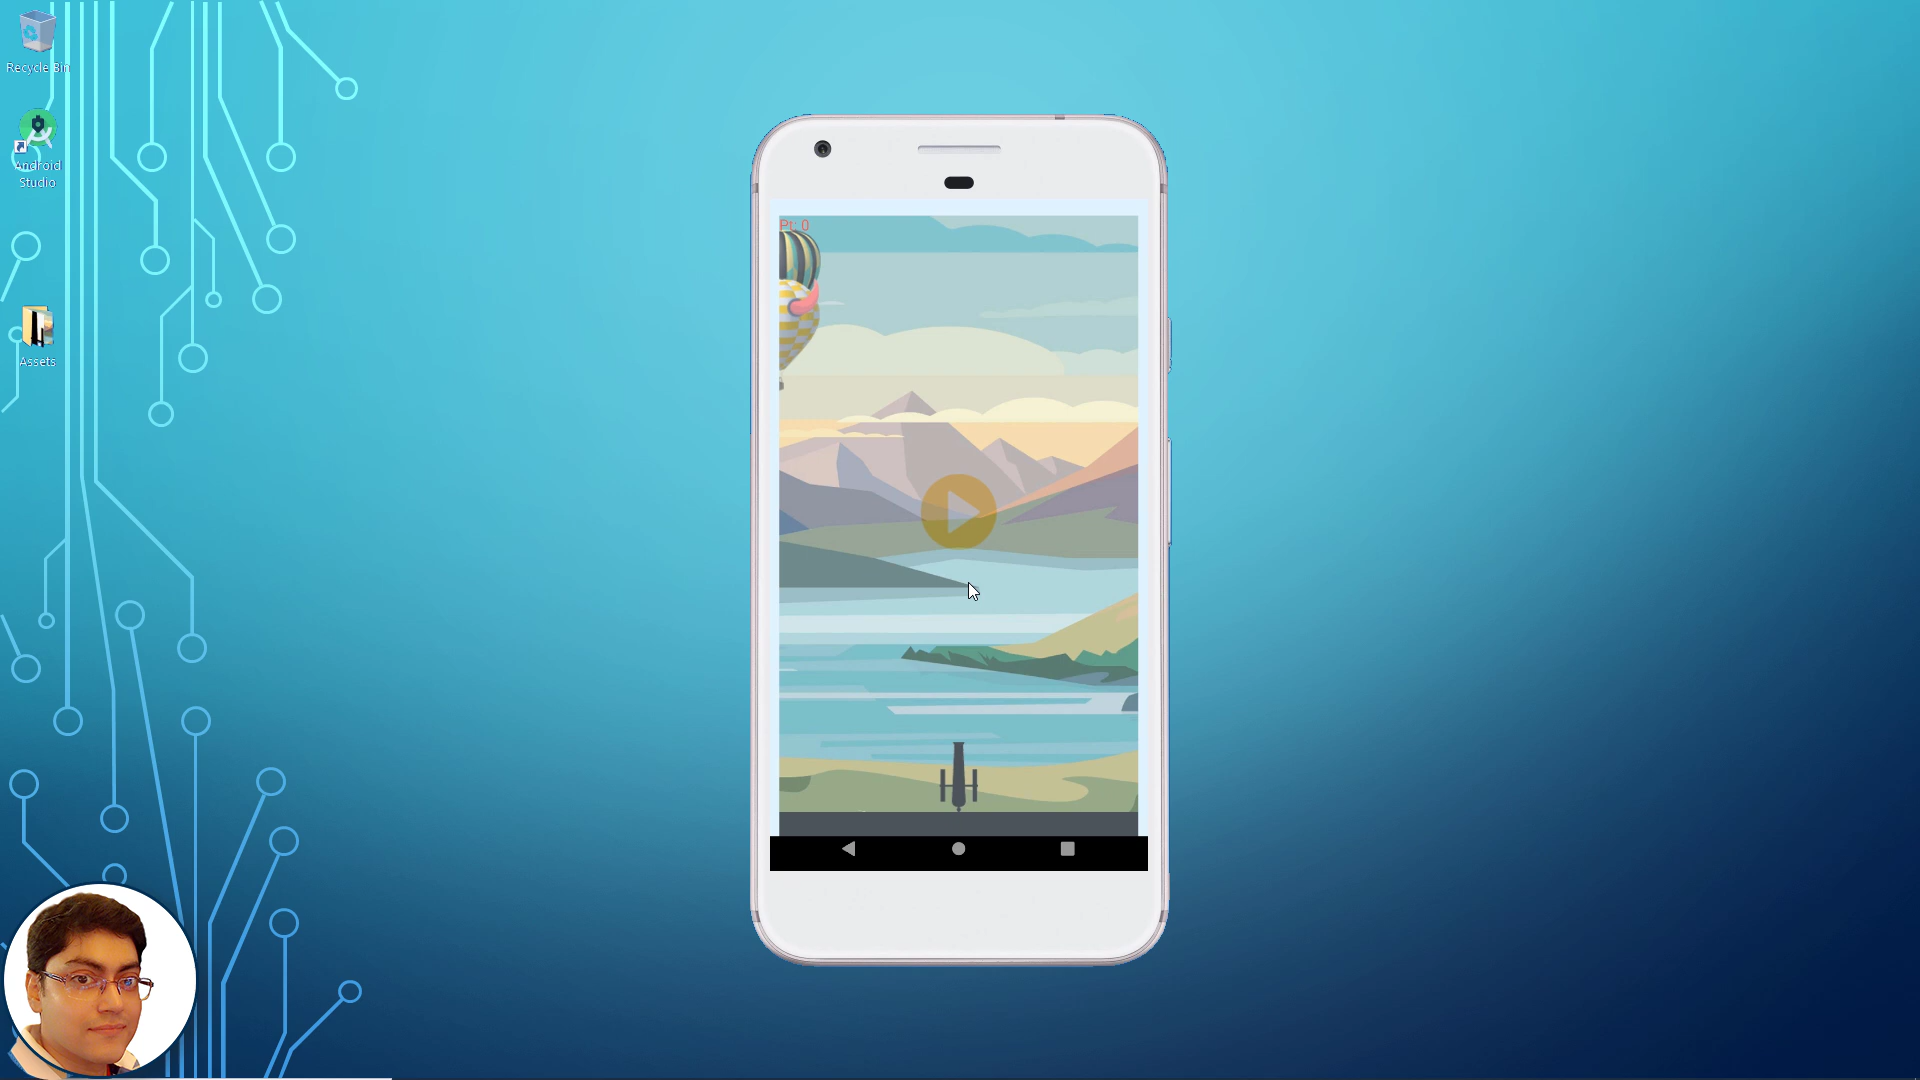 Recycle Bin
Android
Studio
Assets
Pt: 0